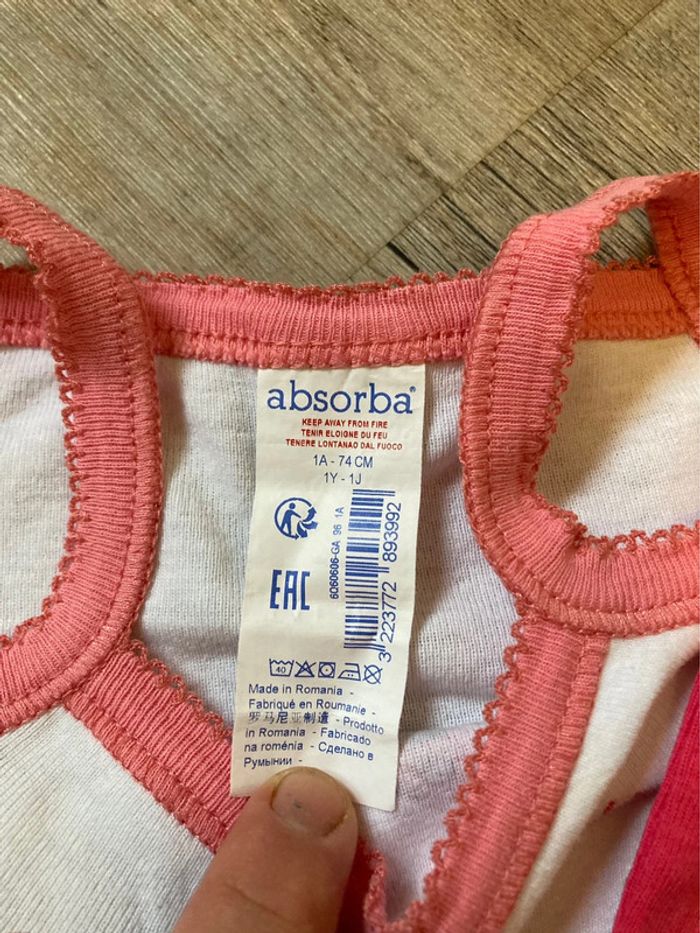 absorba®
KEEP AWAY FROM FIRE
TENIR ELOIGNE DU FEU
TENERE LONTANAO DAL FUOCO
1A - 74 CM
1Y - 1J
6060606-GA 96 1A
3 223772 893992
EAC
40
Made in Romania -
Fabriqué en Roumanie -
罗马尼亚制造 - Prodotto
in Romania - Fabricado
na roménia - Сделано в
Румынии -